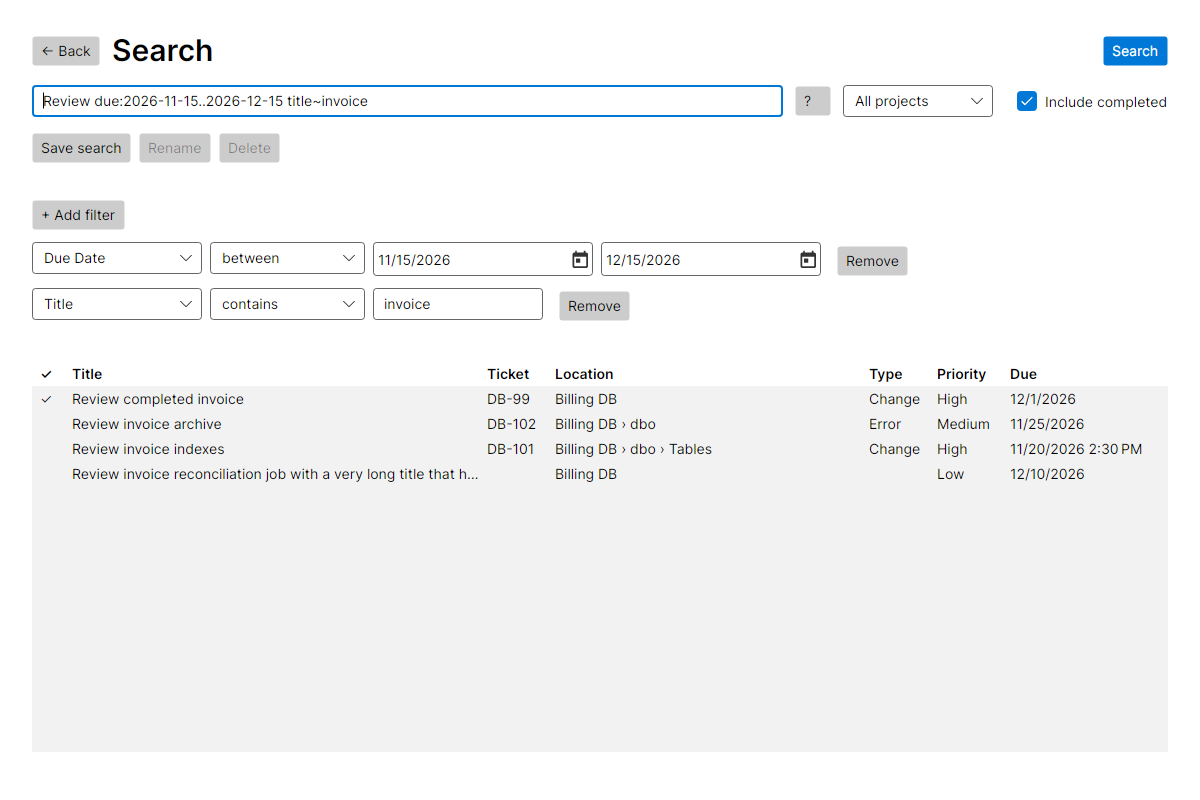 ← Back Search Search
Review due:2026-11-15..2026-12-15 title~invoice ? All projects Include completed
Save search Rename Delete
+ Add filter
Due Date between 11/15/2026 12/15/2026 Remove
Title contains invoice Remove
✓ Title Ticket Location Type Priority Due
✓ Review completed invoice DB-99 Billing DB Change High 12/1/2026
Review invoice archive DB-102 Billing DB › dbo Error Medium 11/25/2026
Review invoice indexes DB-101 Billing DB › dbo › Tables Change High 11/20/2026 2:30 PM
Review invoice reconciliation job with a very long title that h... Billing DB Low 12/10/2026